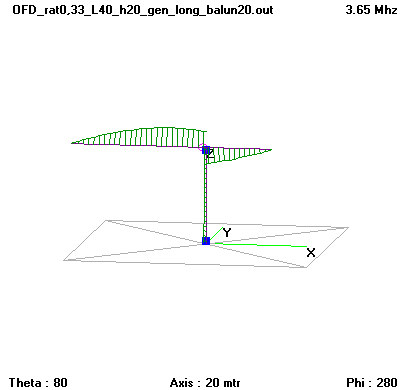 OFD_rat0,33_L40_h20_gen_long_balun20.out 3.65 Mhz
Y
X
Theta : 80 Axis : 20 mtr Phi : 280